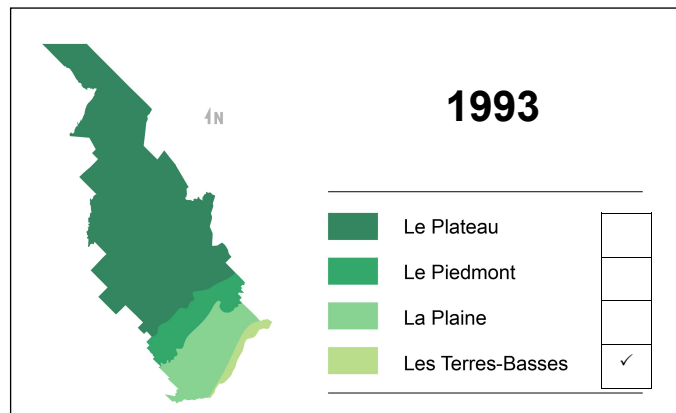 N
1993
Le Plateau
Le Piedmont
La Plaine
Les Terres-Basses ✓